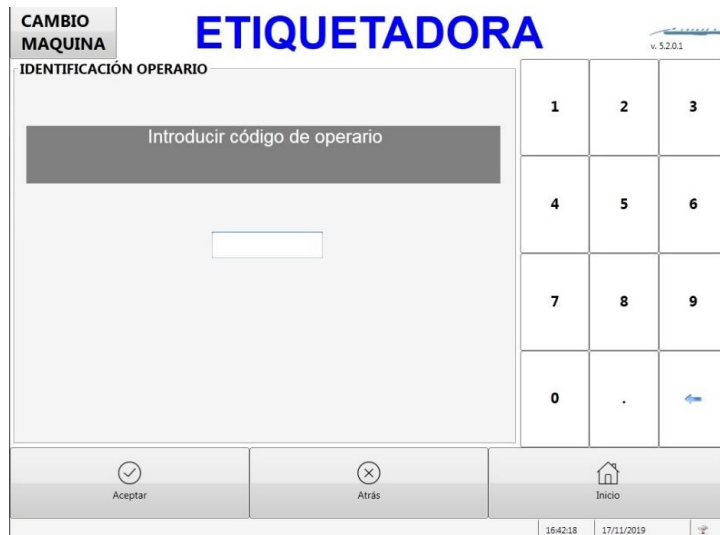 CAMBIO
MAQUINA
ETIQUETADORA
v. 5.2.0.1
IDENTIFICACIÓN OPERARIO
Introducir código de operario
1 2 3
4 5 6
7 8 9
0 .
Aceptar Atrás Inicio
16:42:18 17/11/2019